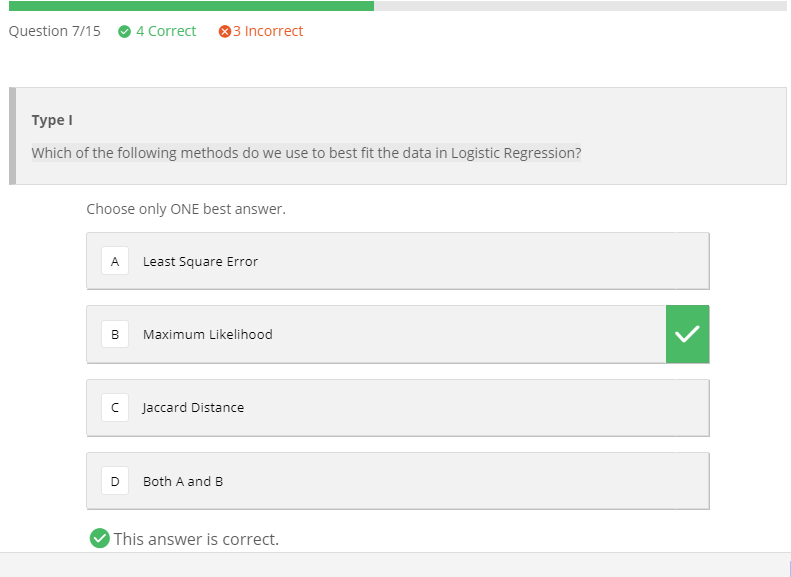 Question 7/15 4 Correct 3 Incorrect
Type I
Which of the following methods do we use to best fit the data in Logistic Regression?
Choose only ONE best answer.
A Least Square Error
B Maximum Likelihood
C Jaccard Distance
D Both A and B
This answer is correct.